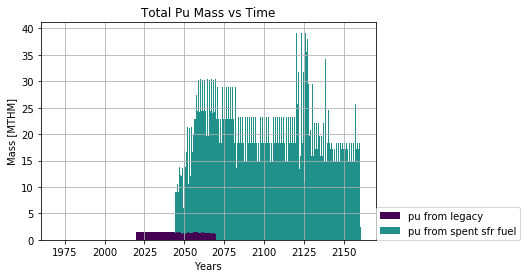 Total Pu Mass vs Time
Mass [MTHM]
40
35
30
25
20
15
10
5
0
1975 2000 2025 2050 2075 2100 2125 2150
Years
pu from legacy
pu from spent sfr fuel